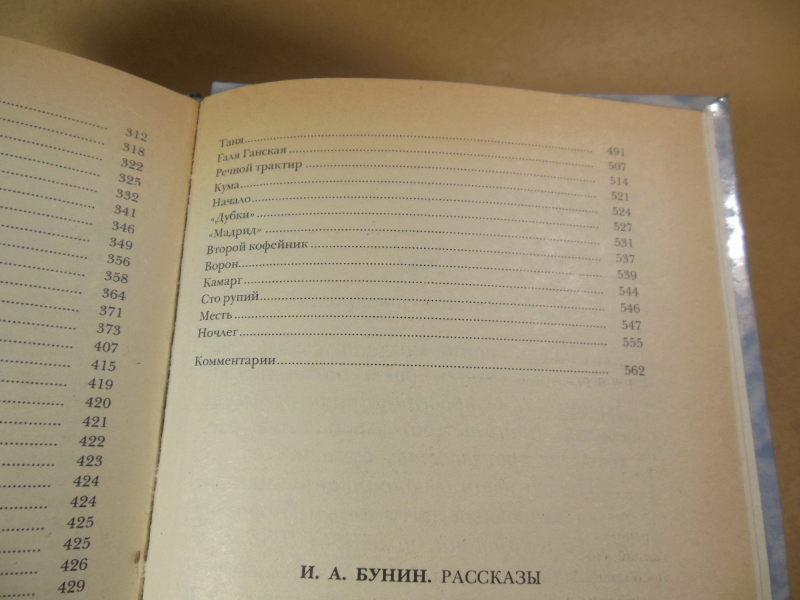 312
318
322
325
332
341
346
349
356
358
364
371
373
407
415
419
420
421
422
423
424
424
425
425
426
429
Таня 491
Галя Ганская 507
Речной трактир 514
Кума 521
Начало 524
«Дубки» 527
«Мадрид» 531
Второй кофейник 537
Ворон 539
Камарг 544
Сто рупий 546
Месть 547
Ночлег 555
Комментарии 562
И. А. БУНИН. РАССКАЗЫ